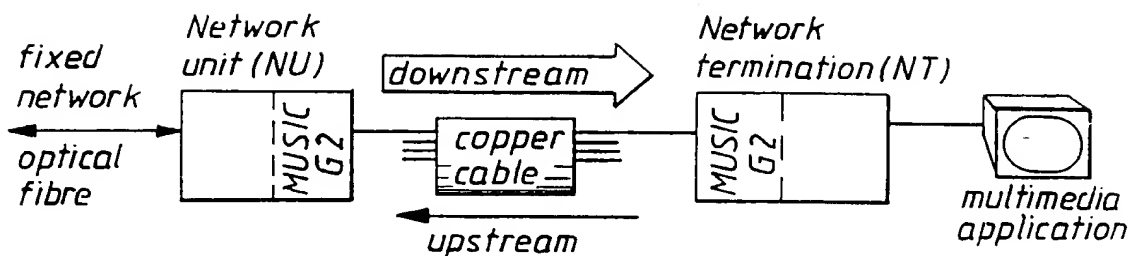 fixed
network
optical
fibre
Network
unit (NU)
MUSIC
G2
downstream
copper
cable
upstream
Network
termination (NT)
MUSIC
G2
multimedia
application